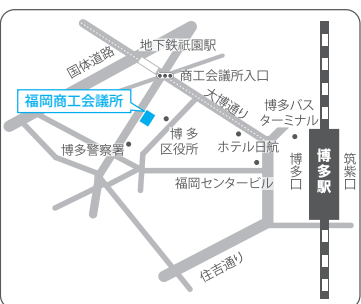 地下鉄祇園駅
国体道路
商工会議所入口
福岡商工会議所
大博通り
博多バス
ターミナル
博多
区役所
博多警察署
ホテル日航
福岡センタービル
博多口
博多駅
筑紫口
住吉通り